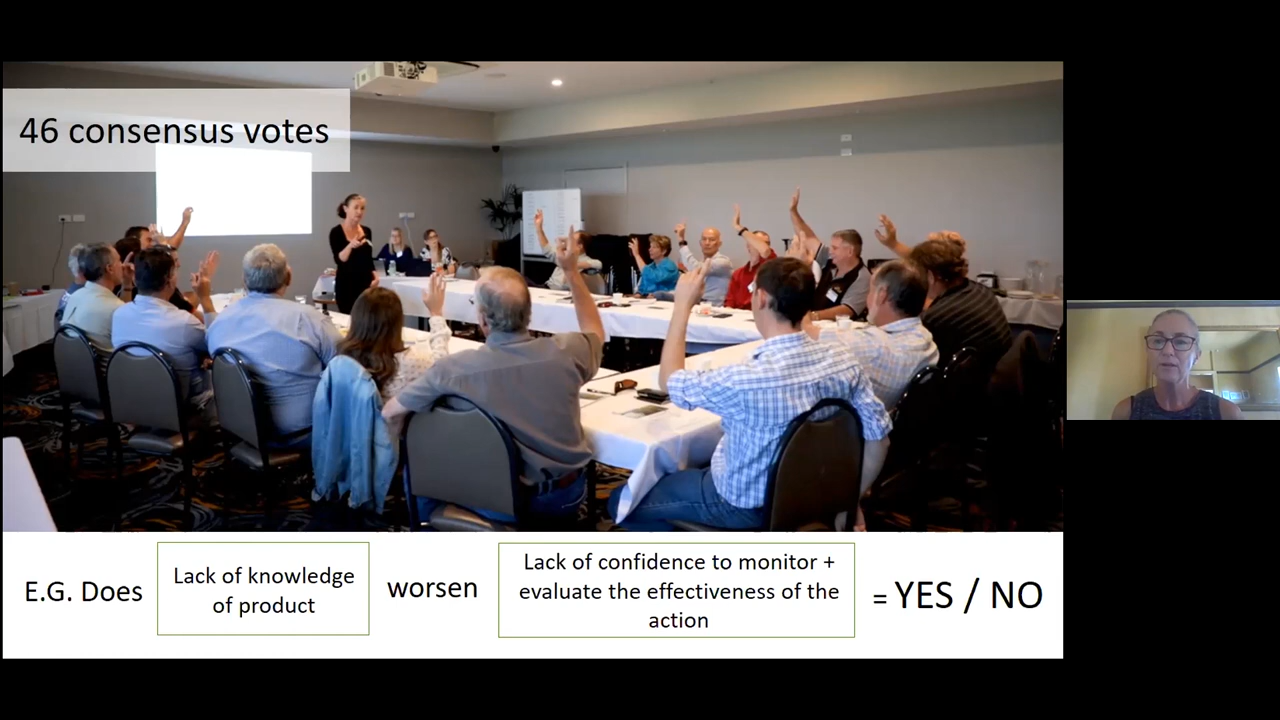 46 consensus votes
E.G. Does
Lack of knowledge
of product
worsen
Lack of confidence to monitor +
evaluate the effectiveness of the
action
= YES / NO